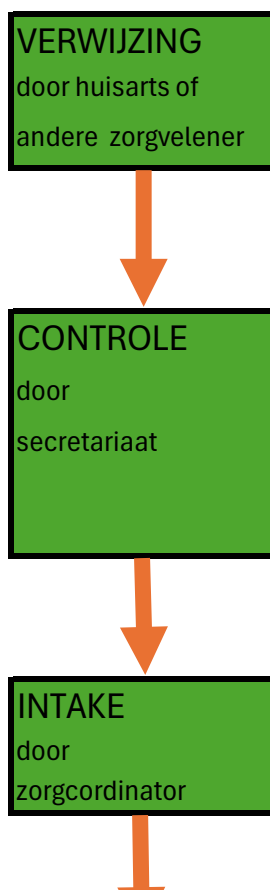 VERWIJZING
door huisarts of
andere zorgvelener
CONTROLE
door
secretariaat
INTAKE
door
zorgcordinator